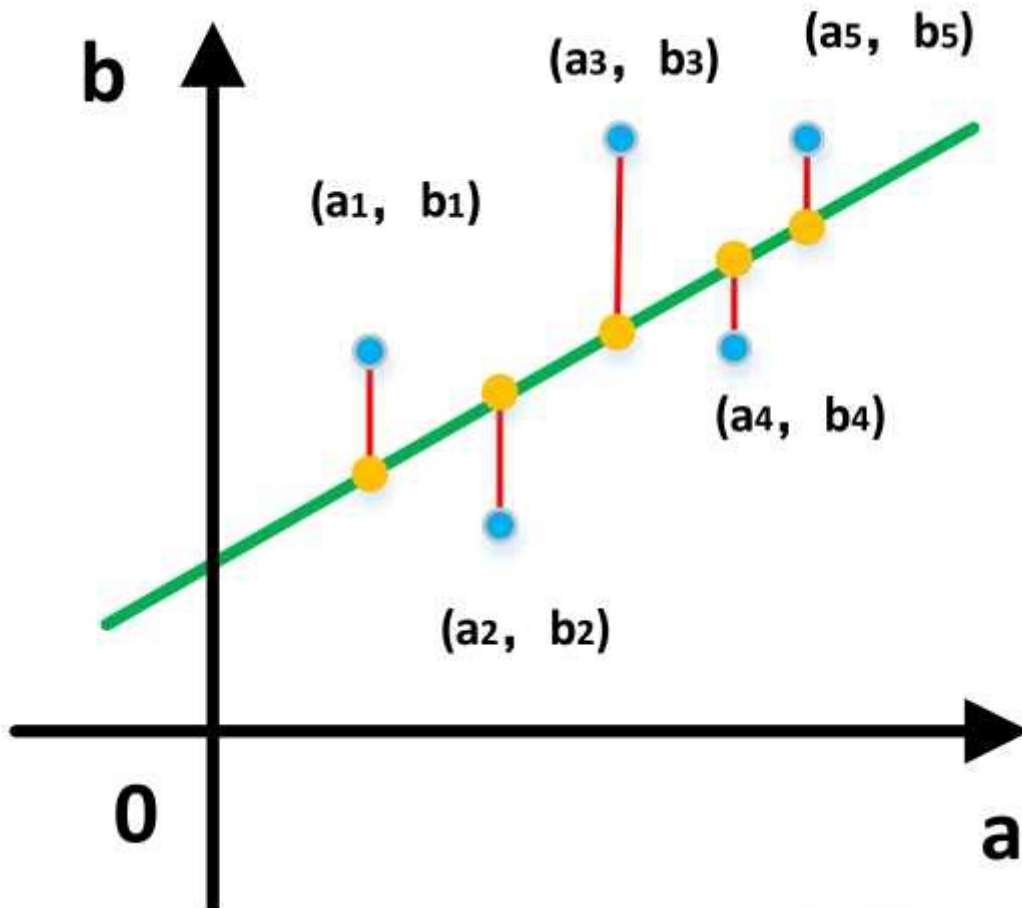 b
(a3, b3)
(a5, b5)
(a1, b1)
(a4, b4)
(a2, b2)
0
a